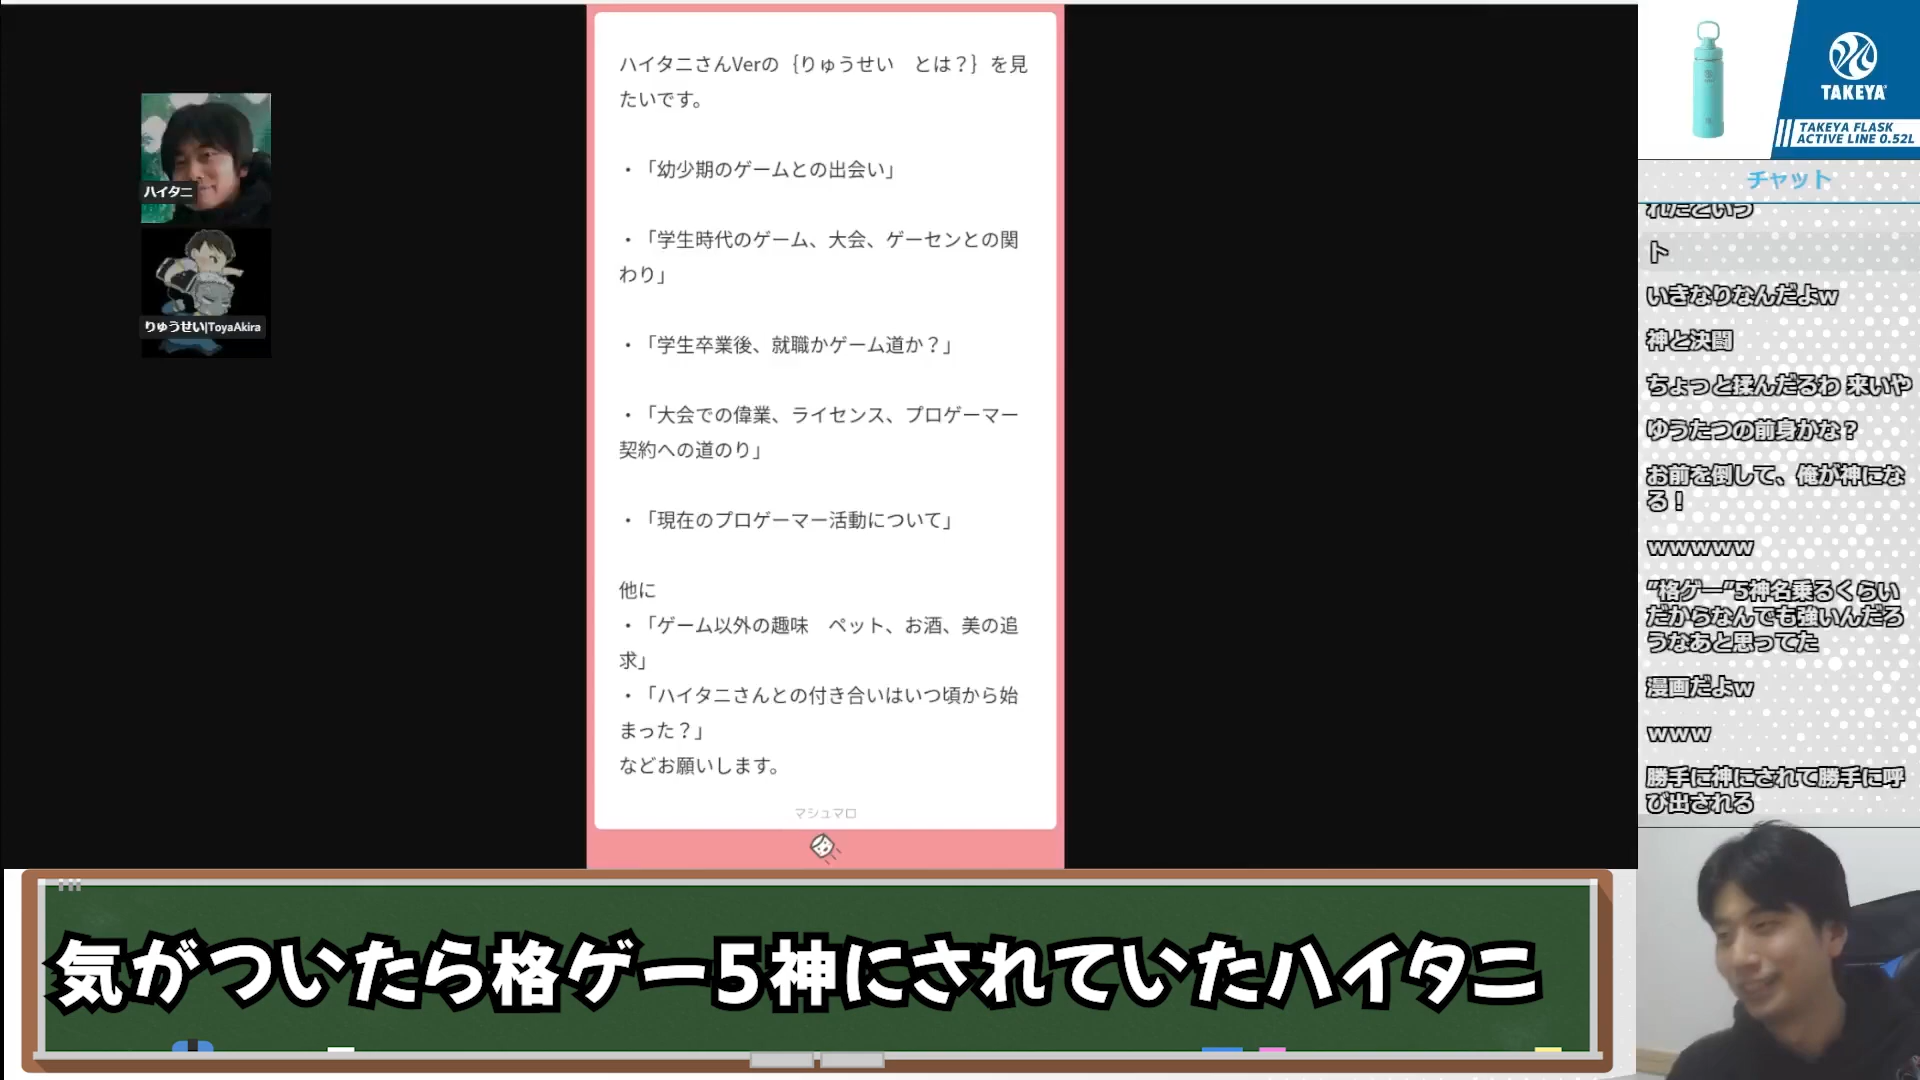 ハイタニさんVerの｛りゅうせい　とは？｝を見
たいです。
・「幼少期のゲームとの出会い」
・「学生時代のゲーム、大会、ゲーセンとの関
わり」
・「学生卒業後、就職かゲーム道か？」
・「大会での偉業、ライセンス、プロゲーマー
契約への道のり」
・「現在のプロゲーマー活動について」
他に
・「ゲーム以外の趣味　ペット、お酒、美の追
求」
・「ハイタニさんとの付き合いはいつ頃から始
まった？」
などお願いします。
マシュマロ
ハイタニ
りゅうせい|ToyaAkira
TAKEYA
TAKEYA FLASK
ACTIVE LINE 0.52L
チャット
れたという
ト
いきなりなんだよw
神と決闘
ちょっと揉んだるわ 来いや
ゆうたつの前身かな？
お前を倒して、俺が神にな
る！
wwwww
"格ゲー"5神名乗るくらい
だからなんでも強いんだろ
うなあと思ってた
漫画だよw
www
勝手に神にされて勝手に呼
び出される
気がついたら格ゲー5神にされていたハイタニ